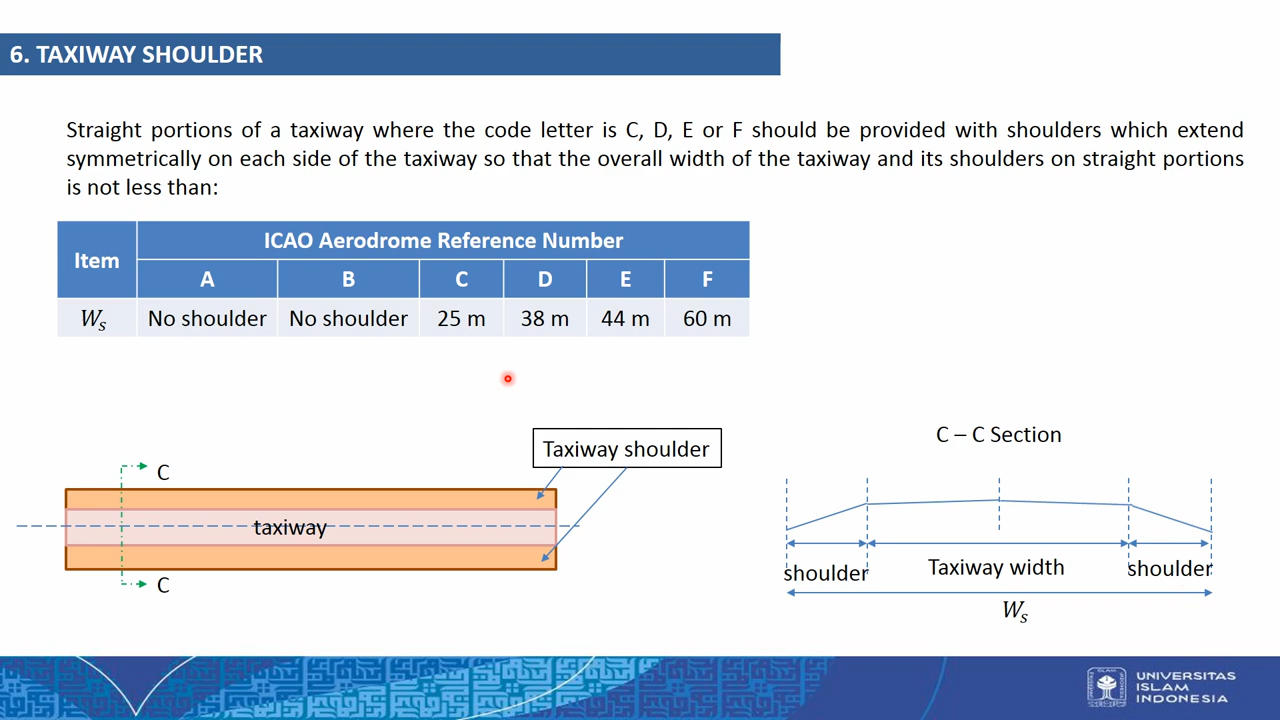 6. TAXIWAY SHOULDER
Straight portions of a taxiway where the code letter is C, D, E or F should be provided with shoulders which extend
symmetrically on each side of the taxiway so that the overall width of the taxiway and its shoulders on straight portions
is not less than:
Item
ICAO Aerodrome Reference Number
A B C D E F
Ws No shoulder No shoulder 25 m 38 m 44 m 60 m
Taxiway shoulder
C
taxiway
C
C – C Section
shoulder Taxiway width shoulder
Ws
UNIVERSITAS
ISLAM
INDONESIA